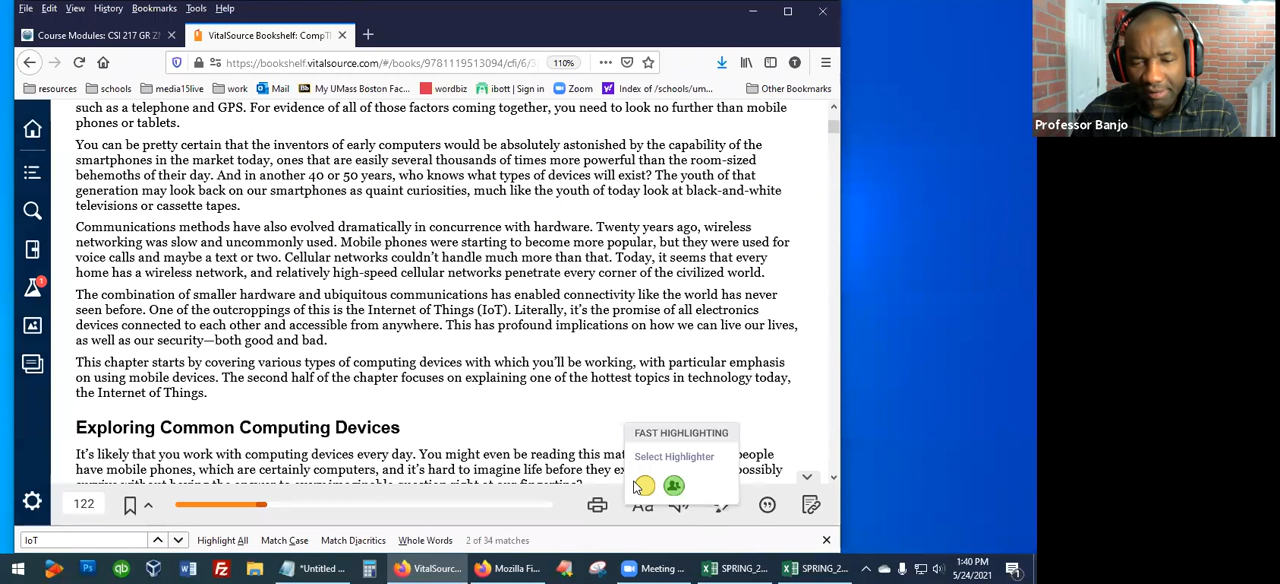 File Edit View History Bookmarks Tools Help
Course Modules: CSI 217 GR Z
VitalSource Bookshelf: CompT
https://bookshelf.vitalsource.com/#/books/9781119513094/cfi/6/3 110%
resources schools media15live work Mail My UMass Boston Fac... wordbiz ibott | Sign in Zoom Index of /schools/um... Other Bookmarks
Professor Banjo
such as a telephone and GPS. For evidence of all of those factors coming together, you need to look no further than mobile
phones or tablets.
You can be pretty certain that the inventors of early computers would be absolutely astonished by the capability of the
smartphones in the market today, ones that are easily several thousands of times more powerful than the room-sized
behemoths of their day. And in another 40 or 50 years, who knows what types of devices will exist? The youth of that
generation may look back on our smartphones as quaint curiosities, much like the youth of today look at black-and-white
televisions or cassette tapes.
Communications methods have also evolved dramatically in concurrence with hardware. Twenty years ago, wireless
networking was slow and uncommonly used. Mobile phones were starting to become more popular, but they were used for
voice calls and maybe a text or two. Cellular networks couldn't handle much more than that. Today, it seems that every
home has a wireless network, and relatively high-speed cellular networks penetrate every corner of the civilized world.
The combination of smaller hardware and ubiquitous communications has enabled connectivity like the world has never
seen before. One of the outcroppings of this is the Internet of Things (IoT). Literally, it's the promise of all electronics
devices connected to each other and accessible from anywhere. This has profound implications on how we can live our lives,
as well as our security—both good and bad.
This chapter starts by covering various types of computing devices with which you'll be working, with particular emphasis
on using mobile devices. The second half of the chapter focuses on explaining one of the hottest topics in technology today,
the Internet of Things.
Exploring Common Computing Devices
It's likely that you work with computing devices every day. You might even be reading this people
have mobile phones, which are certainly computers, and it's hard to imagine life before they possibly
FAST HIGHLIGHTING
Select Highlighter
122
Aa
IoT Highlight All Match Case Match Diacritics Whole Words 2 of 34 matches
*Untitled ... VitalSourc... Mozilla Fi... Meeting ... SPRING_2... SPRING_2...
1:40 PM
5/24/2021